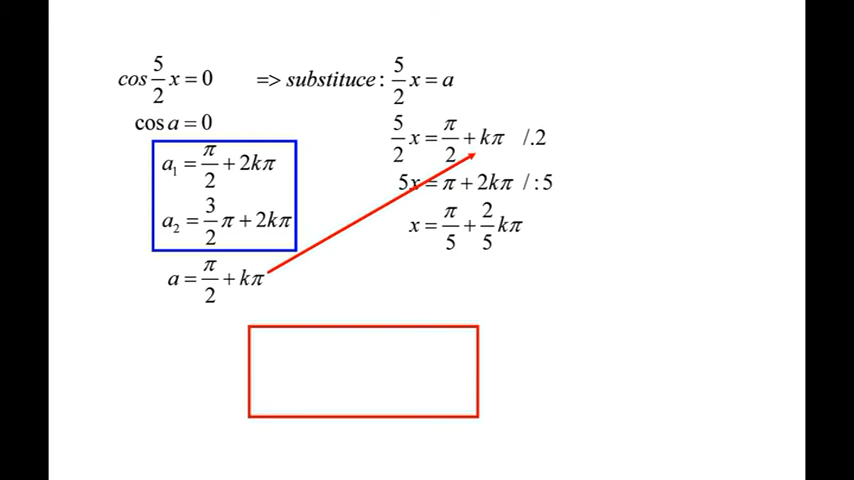 cos 5/2 x = 0 => substituce: 5/2 x = a
cos a = 0
a₁ = π/2 + 2kπ
a₂ = 3/2 π + 2kπ
a = π/2 + kπ
5/2 x = π/2 + kπ /.2
5x = π + 2kπ /:5
x = π/5 + 2/5 kπ